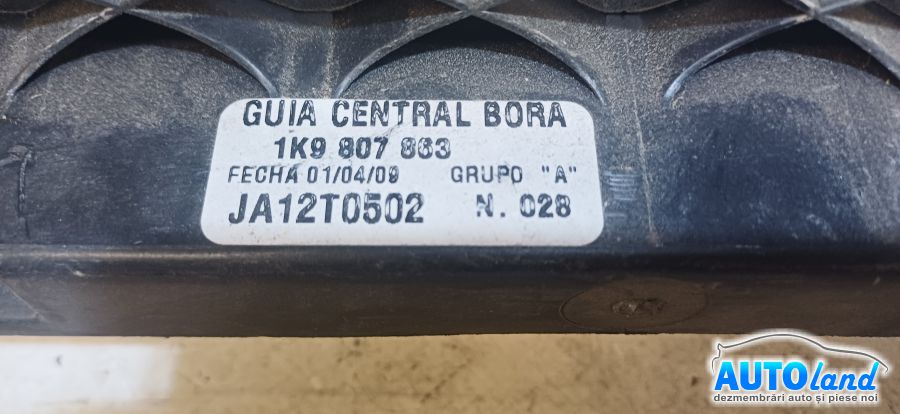 GUIA CENTRAL BORA
1K9 807 863
FECHA 01/04/09 GRUPO "A"
JA12T0502 N. 028
AUTOland
dezmembrări auto și piese noi